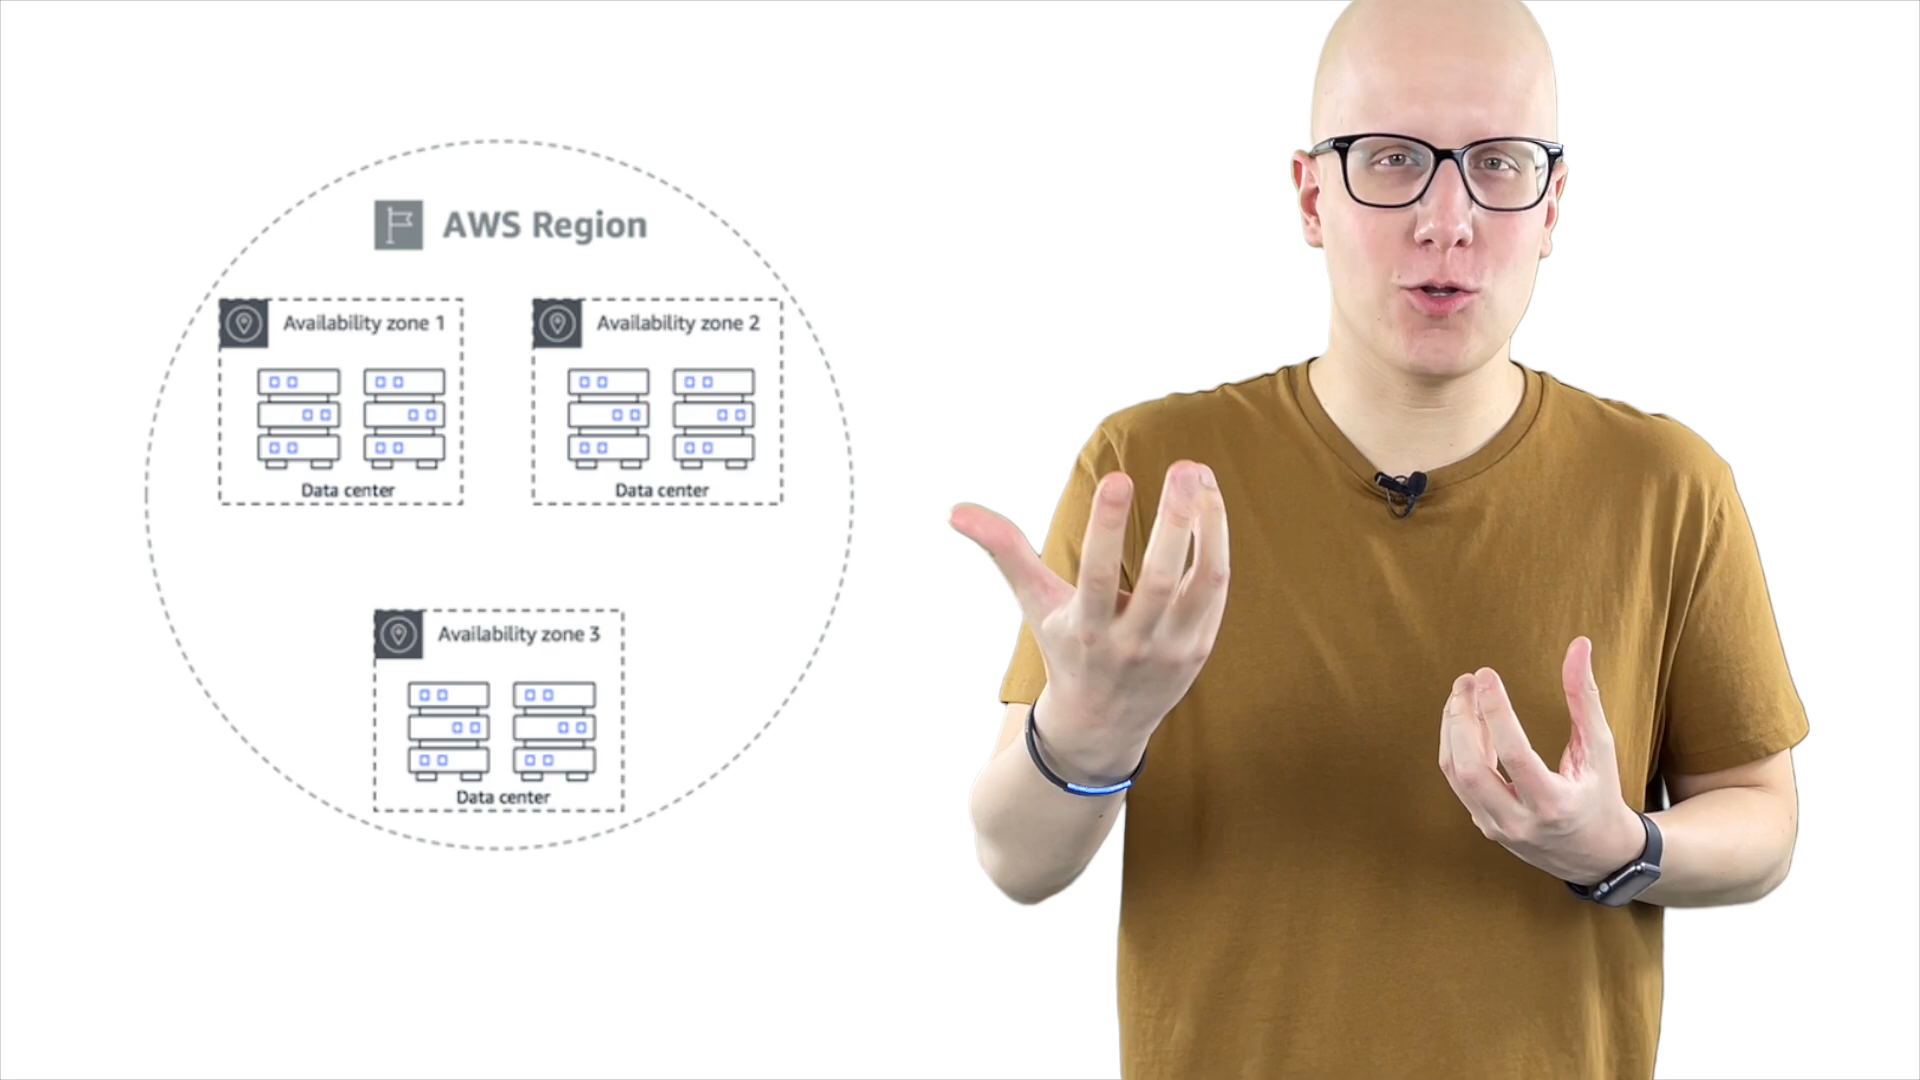 AWS Region
Availability zone 1
Data center
Availability zone 2
Data center
Availability zone 3
Data center